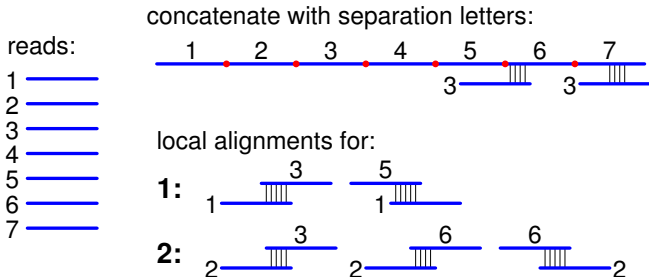 concatenate with separation letters:
reads:
1 2 3 4 5 6 7
3 3
1
2
3
4
5
6
7
local alignments for:
1: 3 5
1 1
2: 3 6 6
2 2 2